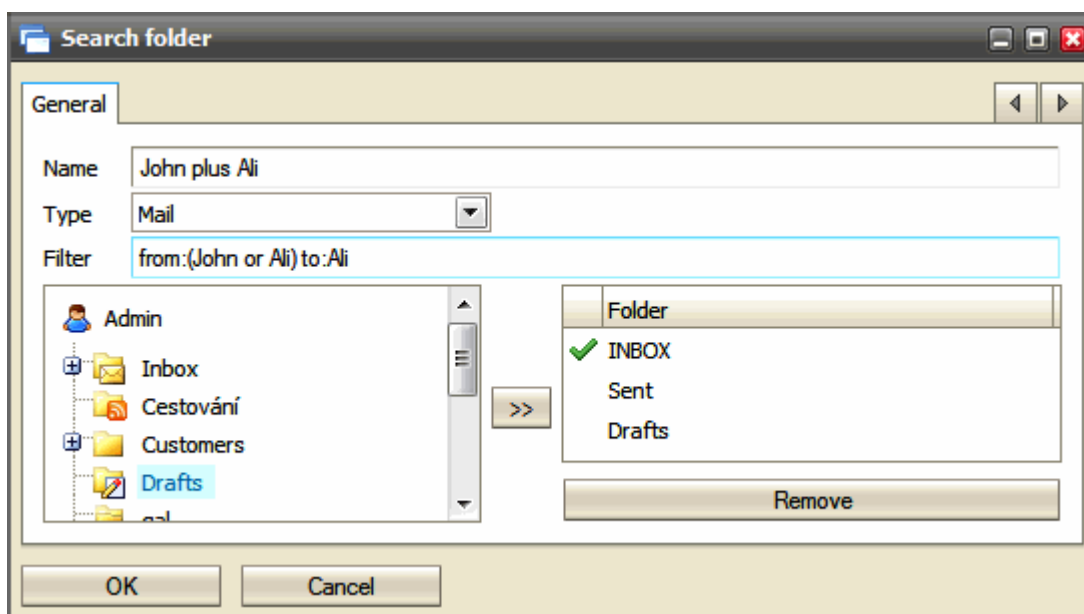 Search folder
General
Name John plus Ali
Type Mail
Filter from:(John or Ali) to:Ali
Admin
Inbox
Cestování
Customers
Drafts
gal
>>
Folder
INBOX
Sent
Drafts
Remove
OK Cancel